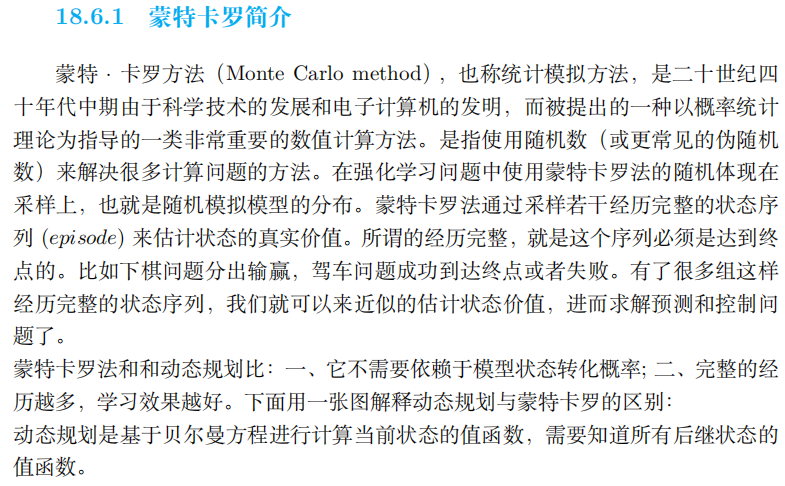 18.6.1 蒙特卡罗简介
蒙特·卡罗方法（Monte Carlo method），也称统计模拟方法，是二十世纪四
十年代中期由于科学技术的发展和电子计算机的发明，而被提出的一种以概率统计
理论为指导的一类非常重要的数值计算方法。是指使用随机数（或更常见的伪随机
数）来解决很多计算问题的方法。在强化学习问题中使用蒙特卡罗法的随机体现在
采样上，也就是随机模拟模型的分布。蒙特卡罗法通过采样若干经历完整的状态序
列 (episode) 来估计状态的真实价值。所谓的经历完整，就是这个序列必须是达到终
点的。比如下棋问题分出输赢，驾车问题成功到达终点或者失败。有了很多组这样
经历完整的状态序列，我们就可以来近似的估计状态价值，进而求解预测和控制问
题了。
蒙特卡罗法和和动态规划比：一、它不需要依赖于模型状态转化概率; 二、完整的经
历越多，学习效果越好。下面用一张图解释动态规划与蒙特卡罗的区别：
动态规划是基于贝尔曼方程进行计算当前状态的值函数，需要知道所有后继状态的
值函数。